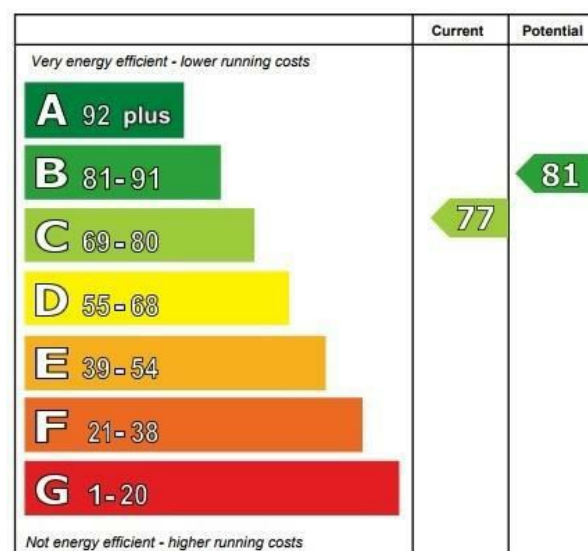 Current Potential
Very energy efficient - lower running costs
A 92 plus
B 81-91 81
C 69-80 77
D 55-68
E 39-54
F 21-38
G 1-20
Not energy efficient - higher running costs